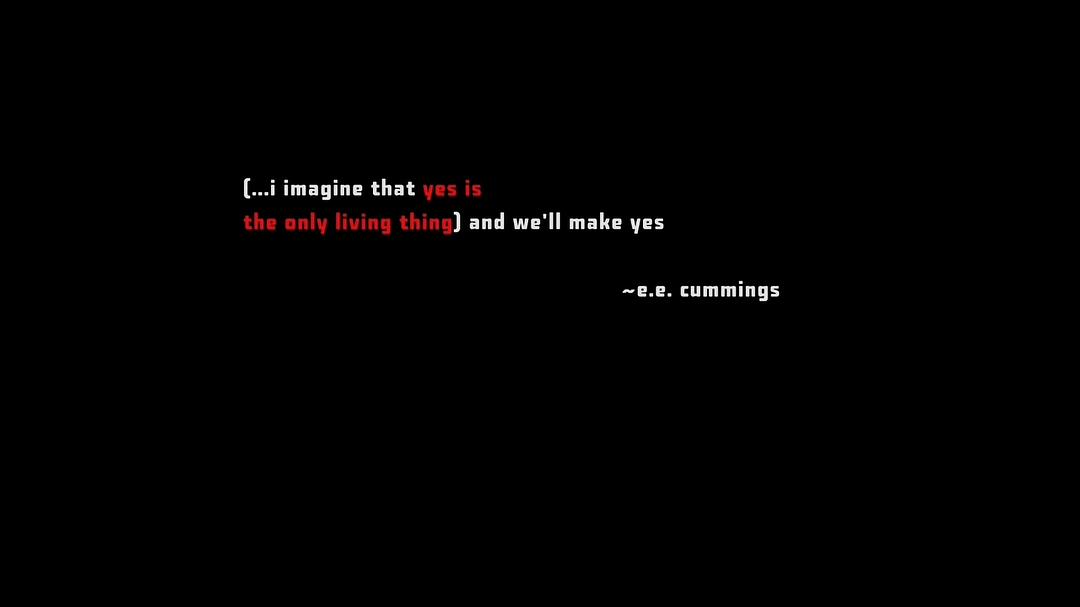 (...i imagine that yes is
the only living thing) and we'll make yes
~e.e. cummings